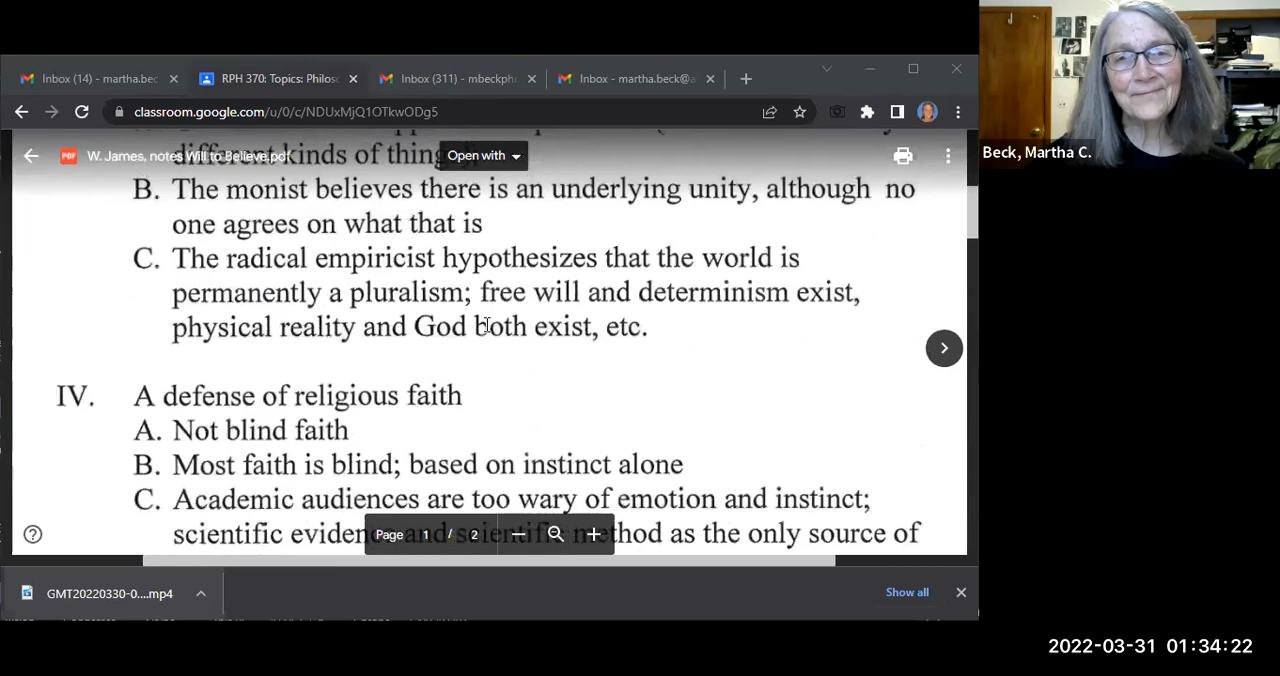 Inbox (14) - martha.bec
RPH 370: Topics: Philos
Inbox (311) - mbeckph
Inbox - martha.beck@a
classroom.google.com/u/0/c/NDUxMjQ1OTkwODg5
W. James, notes Will to Believe.pdf
Open with
different kinds of thing
B. The monist believes there is an underlying unity, although no
one agrees on what that is
C. The radical empiricist hypothesizes that the world is
permanently a pluralism; free will and determinism exist,
physical reality and God both exist, etc.
IV. A defense of religious faith
A. Not blind faith
B. Most faith is blind; based on instinct alone
C. Academic audiences are too wary of emotion and instinct;
scientific evidence and scientific method as the only source of
Page 1 / 2
GMT20220330-0....mp4
Show all
Beck, Martha C.
2022-03-31 01:34:22